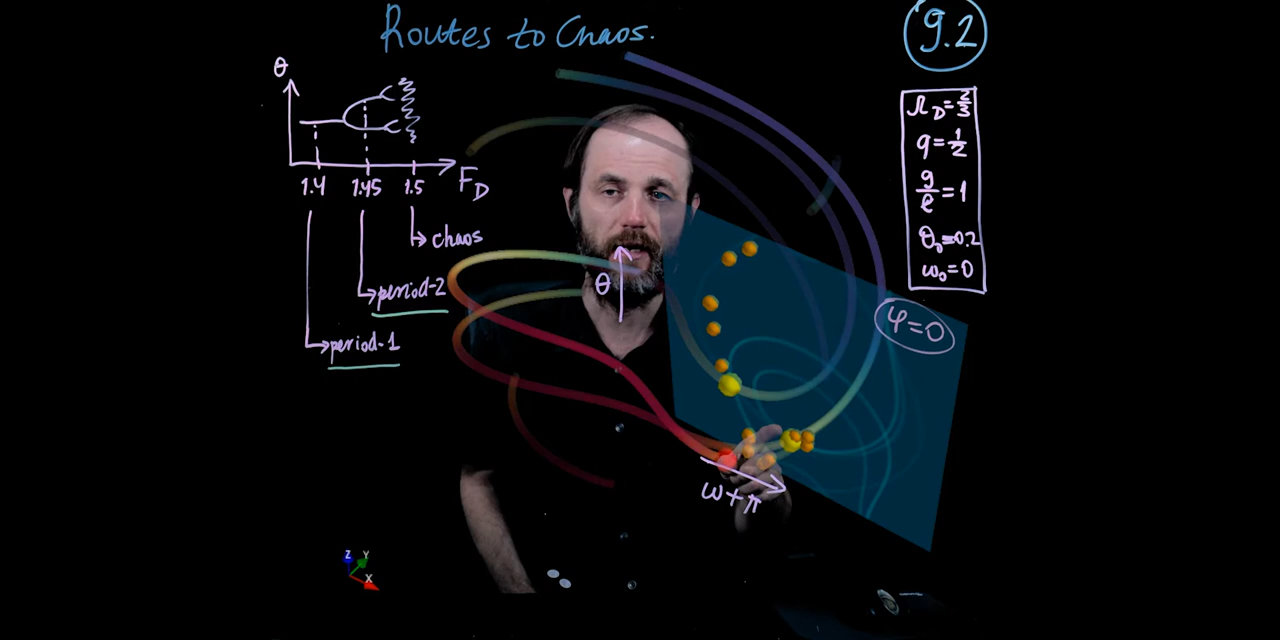 Routes to Chaos.
9.2
θ
1.4 1.45 1.5 F_D
chaos
period-2
period-1
Ω_D = 2/3
q = 1/2
g/ℓ = 1
θ₀ = 0.2
ω₀ = 0
φ = 0
θ
ω + π
Z Y
X